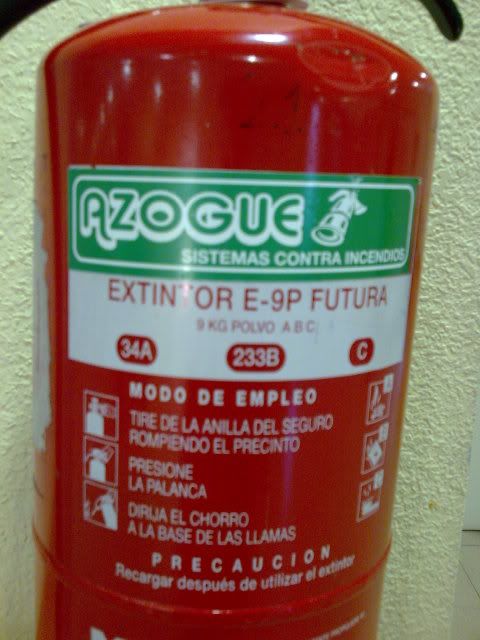 AZOGUE
SISTEMAS CONTRA INCENDIOS
EXTINTOR E-9P FUTURA
9 KG POLVO A B C
34A 233B C
MODO DE EMPLEO
TIRE DE LA ANILLA DEL SEGURO
ROMPIENDO EL PRECINTO
PRESIONE
LA PALANCA
DIRIJA EL CHORRO
A LA BASE DE LAS LLAMAS
PRECAUCION
Recargar después de utilizar el extintor